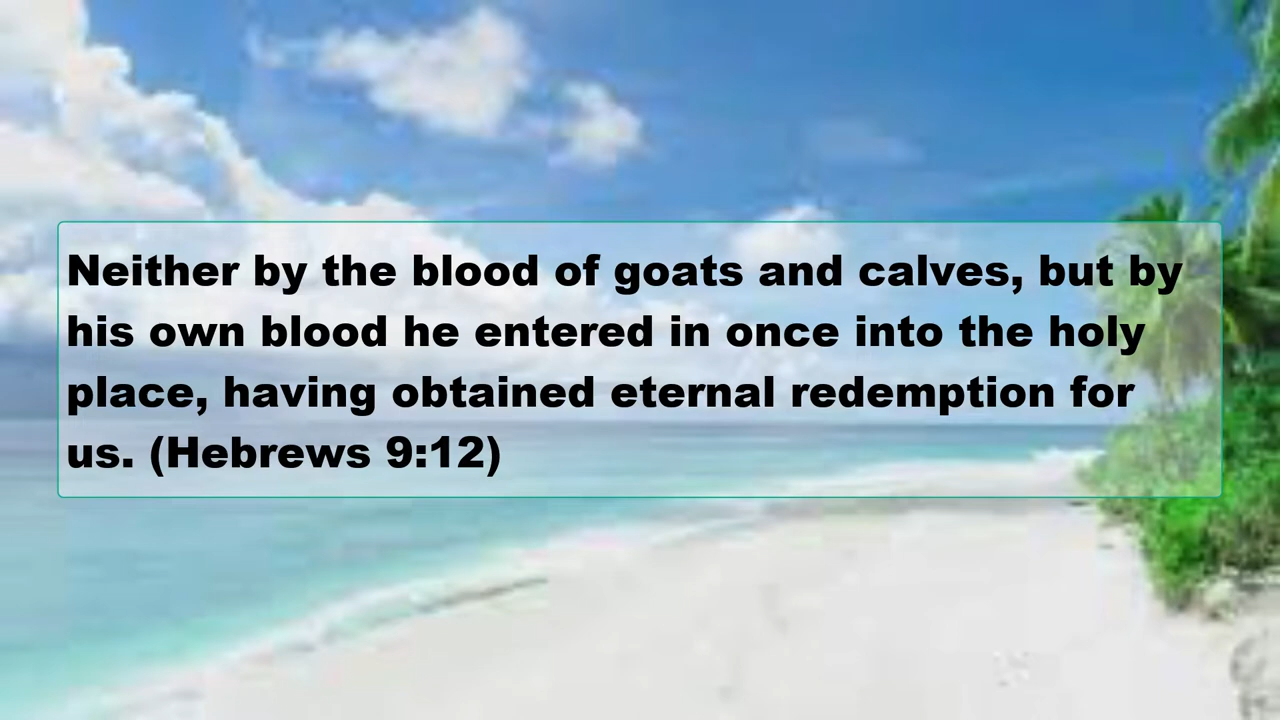 Neither by the blood of goats and calves, but by
his own blood he entered in once into the holy
place, having obtained eternal redemption for
us. (Hebrews 9:12)